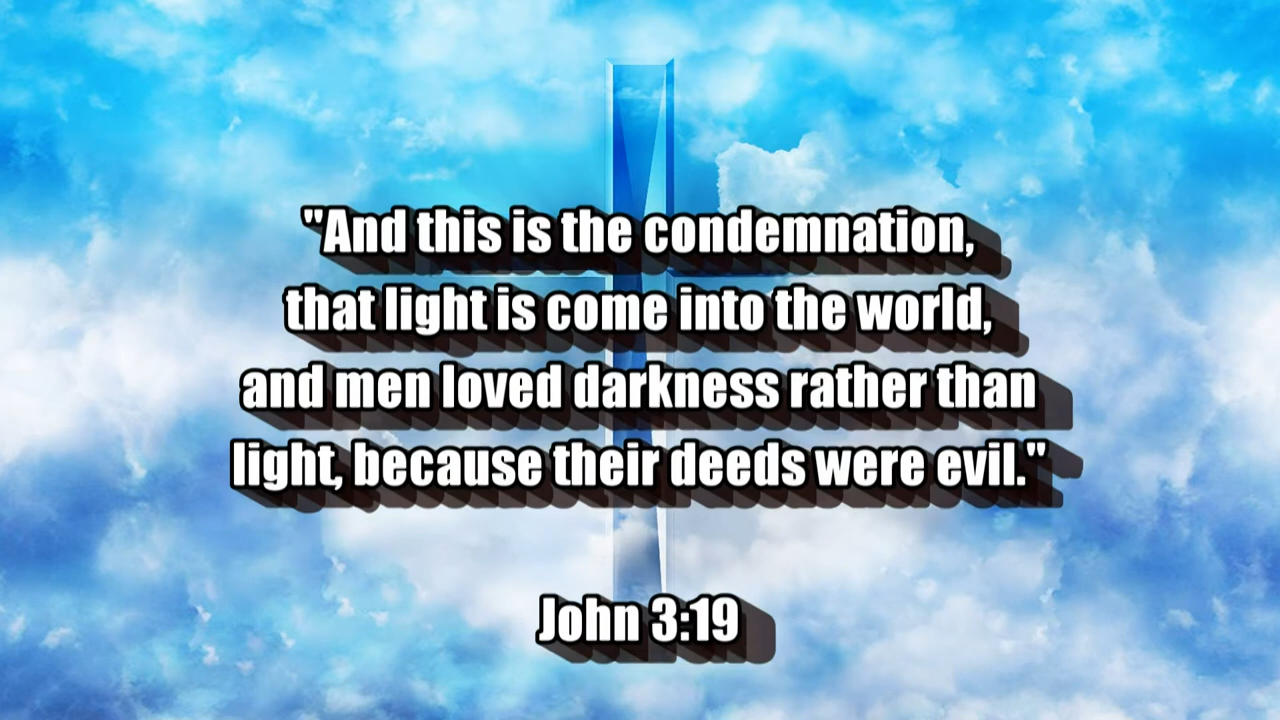 "And this is the condemnation,
that light is come into the world,
and men loved darkness rather than
light, because their deeds were evil."
John 3:19